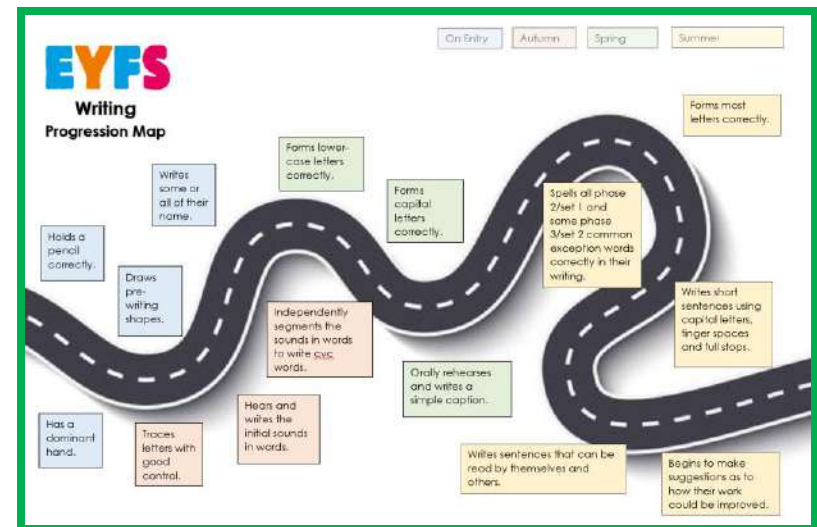 On Entry
Autumn
Spring
Summer
EYFS
Writing
Progression Map
Holds a
pencil
correctly.
Has a
dominant
hand.
Draws
pre-
writing
shapes.
Writes
some or
all of their
name.
Traces
letters with
good
control.
Hears and
writes the
initial sounds
in words.
Independently
segments the
sounds in words
to write cvc
words.
Forms lower-
case letters
correctly.
Forms
capital
letters
correctly.
Orally rehearses
and writes a
simple caption.
Spells all phase
2/set 1 and
some phase
3/set 2 common
exception words
correctly in their
writing.
Forms most
letters correctly.
Writes short
sentences using
capital letters,
finger spaces
and full stops.
Writes sentences that can be
read by themselves and
others.
Begins to make
suggestions as to
how their work
could be improved.